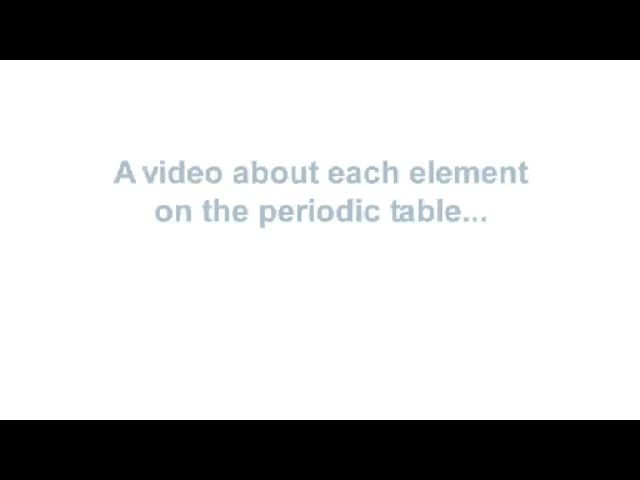 A video about each element
on the periodic table...